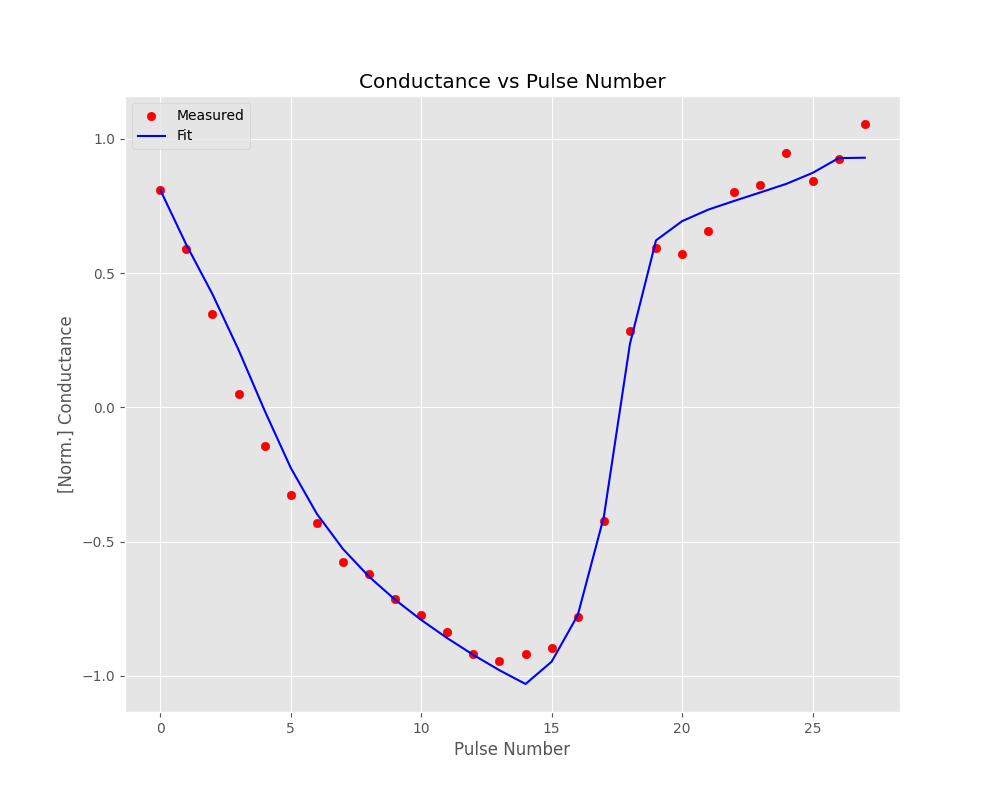 Conductance vs Pulse Number
Measured
Fit
1.0
0.5
0.0
−0.5
−1.0
[Norm.] Conductance
0 5 10 15 20 25
Pulse Number